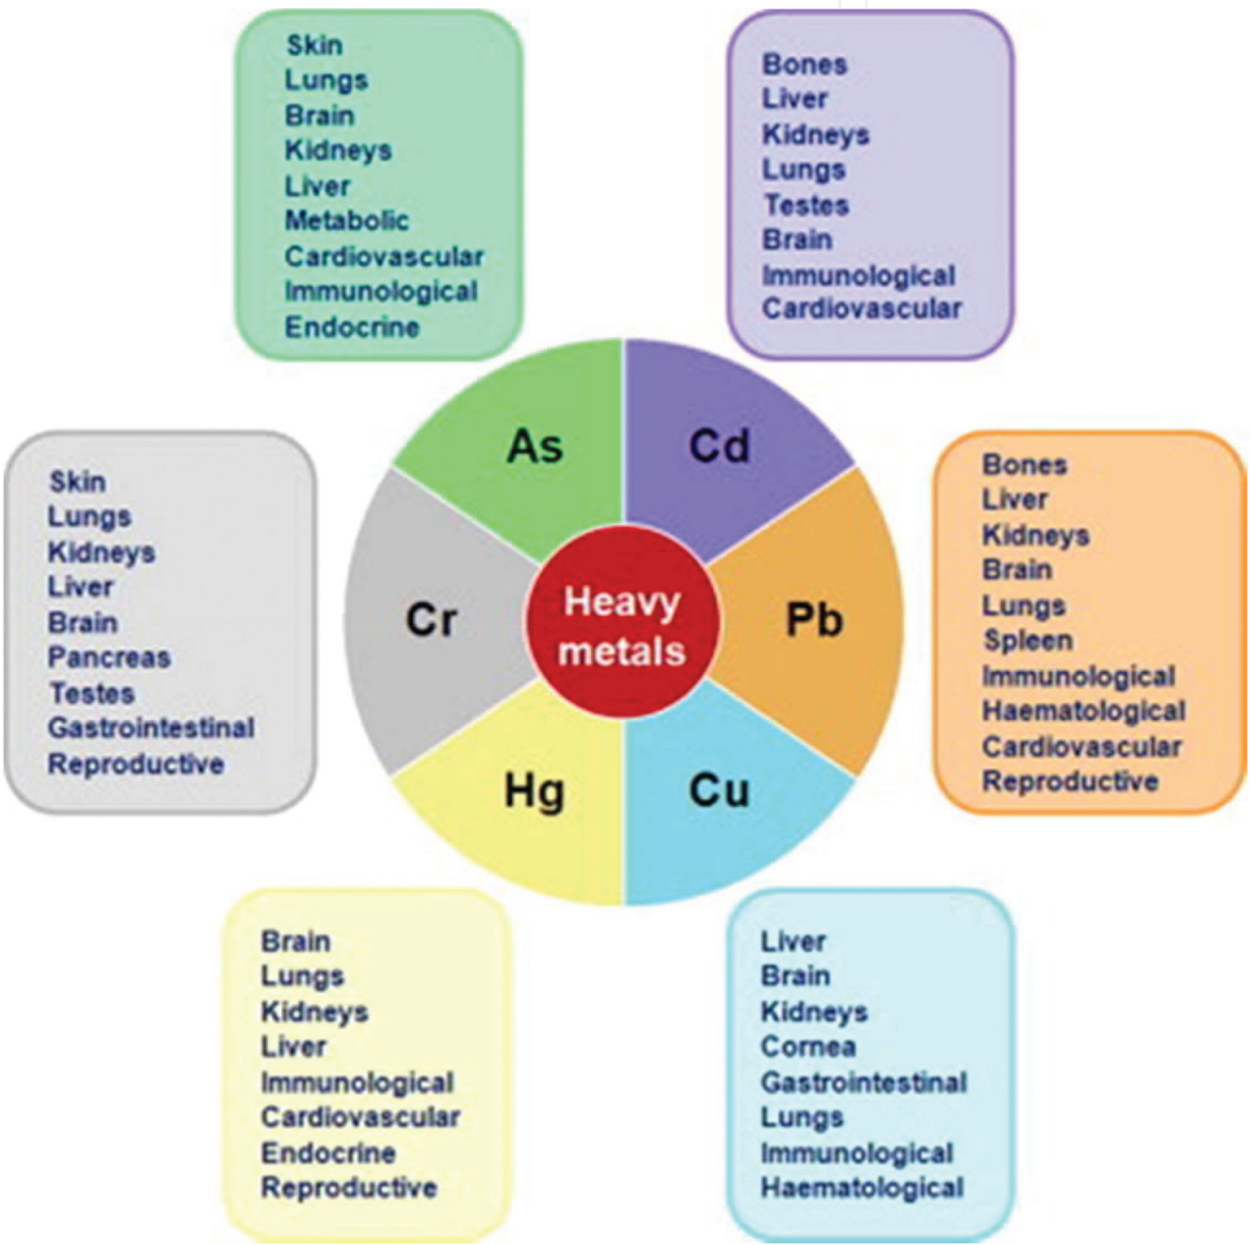 Skin
Lungs
Brain
Kidneys
Liver
Metabolic
Cardiovascular
Immunological
Endocrine
Bones
Liver
Kidneys
Lungs
Testes
Brain
Immunological
Cardiovascular
As
Cd
Skin
Lungs
Kidneys
Liver
Brain
Pancreas
Testes
Gastrointestinal
Reproductive
Cr
Heavy
metals
Pb
Bones
Liver
Kidneys
Brain
Lungs
Spleen
Immunological
Haematological
Cardiovascular
Reproductive
Hg
Cu
Brain
Lungs
Kidneys
Liver
Immunological
Cardiovascular
Endocrine
Reproductive
Liver
Brain
Kidneys
Cornea
Gastrointestinal
Lungs
Immunological
Haematological